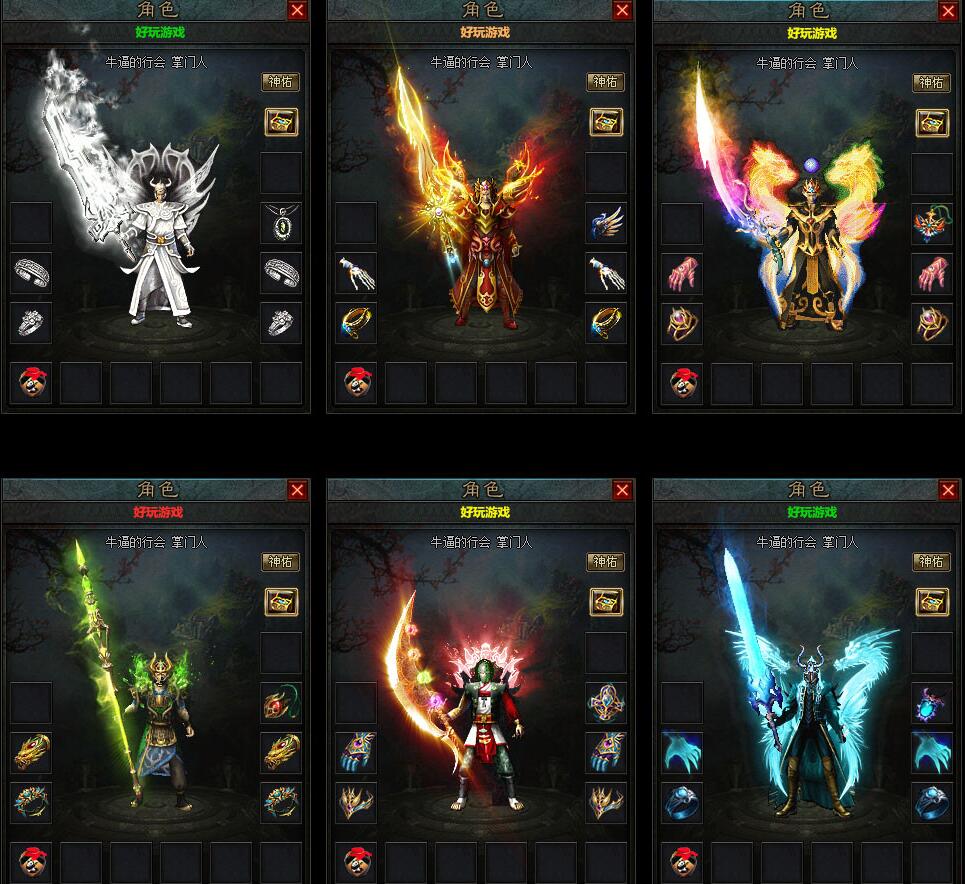 角色
好玩游戏
牛逼的行会 掌门人
神佑
角色
好玩游戏
牛逼的行会 掌门人
神佑
角色
好玩游戏
牛逼的行会 掌门人
神佑
角色
好玩游戏
牛逼的行会 掌门人
神佑
角色
好玩游戏
牛逼的行会 掌门人
神佑
角色
好玩游戏
牛逼的行会 掌门人
神佑